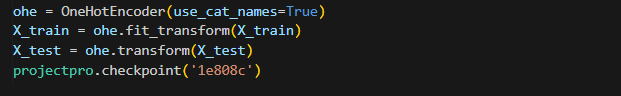 ohe = OneHotEncoder(use_cat_names=True)
X_train = ohe.fit_transform(X_train)
X_test = ohe.transform(X_test)
projectpro.checkpoint('1e808c')